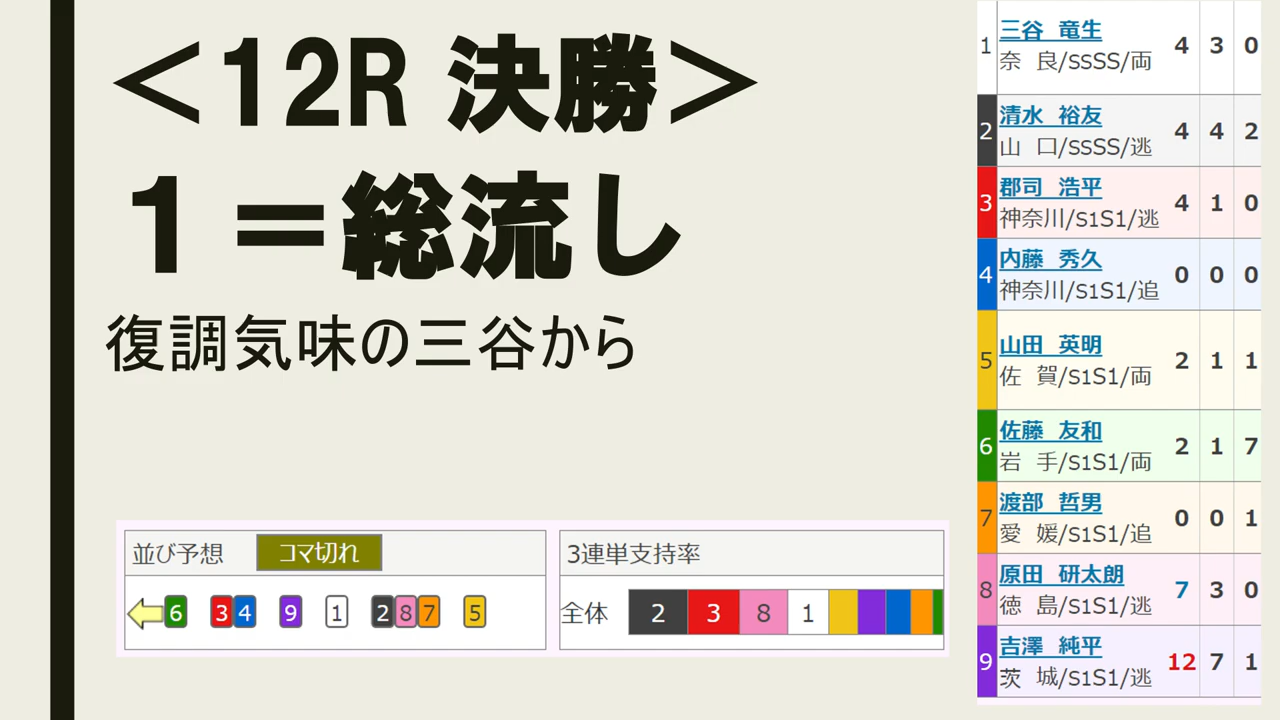 ＜12R 決勝＞
１＝総流し
復調気味の三谷から
並び予想 コマ切れ
6 3 4 9 1 2 8 7 5
3連単支持率
全体 2 3 8 1
1 三谷 竜生 4 3 0
奈 良/SSSS/両
2 清水 裕友 4 4 2
山 口/SSSS/逃
3 郡司 浩平 4 1 0
神奈川/S1S1/逃
4 内藤 秀久 0 0 0
神奈川/S1S1/追
5 山田 英明 2 1 1
佐 賀/S1S1/両
6 佐藤 友和 2 1 7
岩 手/S1S1/両
7 渡部 哲男 0 0 1
愛 媛/S1S1/追
8 原田 研太朗 7 3 0
徳 島/S1S1/逃
9 吉澤 純平 12 7 1
茨 城/S1S1/逃